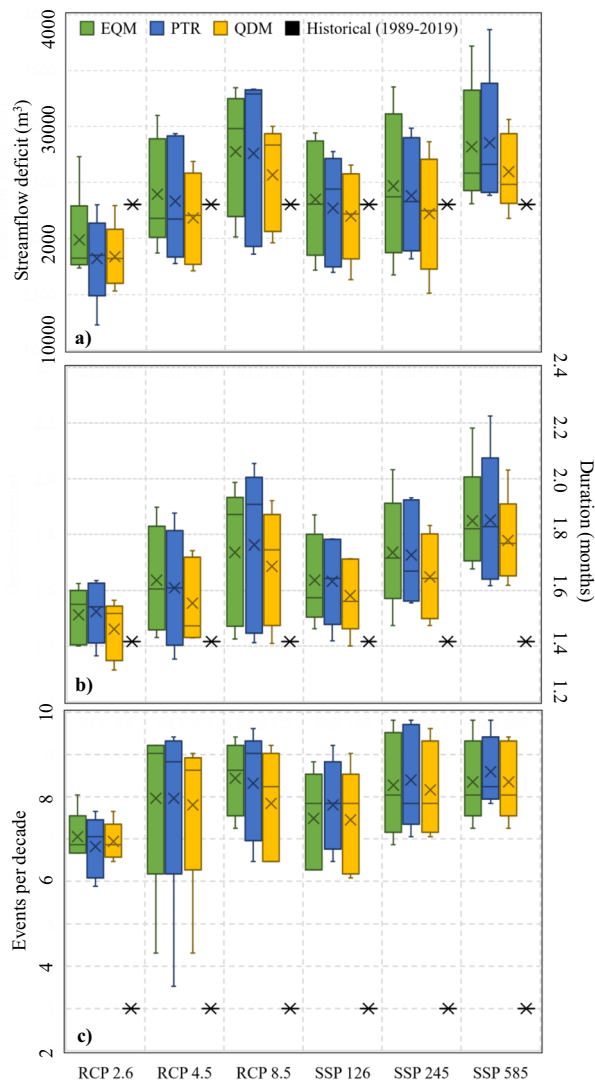 4000
EQM PTR QDM Historical (1989-2019)
30000
Streamflow deficit (m³)
2000
10000
a)
2.4
2.2
2.0
Duration (months)
1.8
1.6
1.4
1.2
b)
10
8
Events per decade
6
4
2
c)
RCP 2.6 RCP 4.5 RCP 8.5 SSP 126 SSP 245 SSP 585